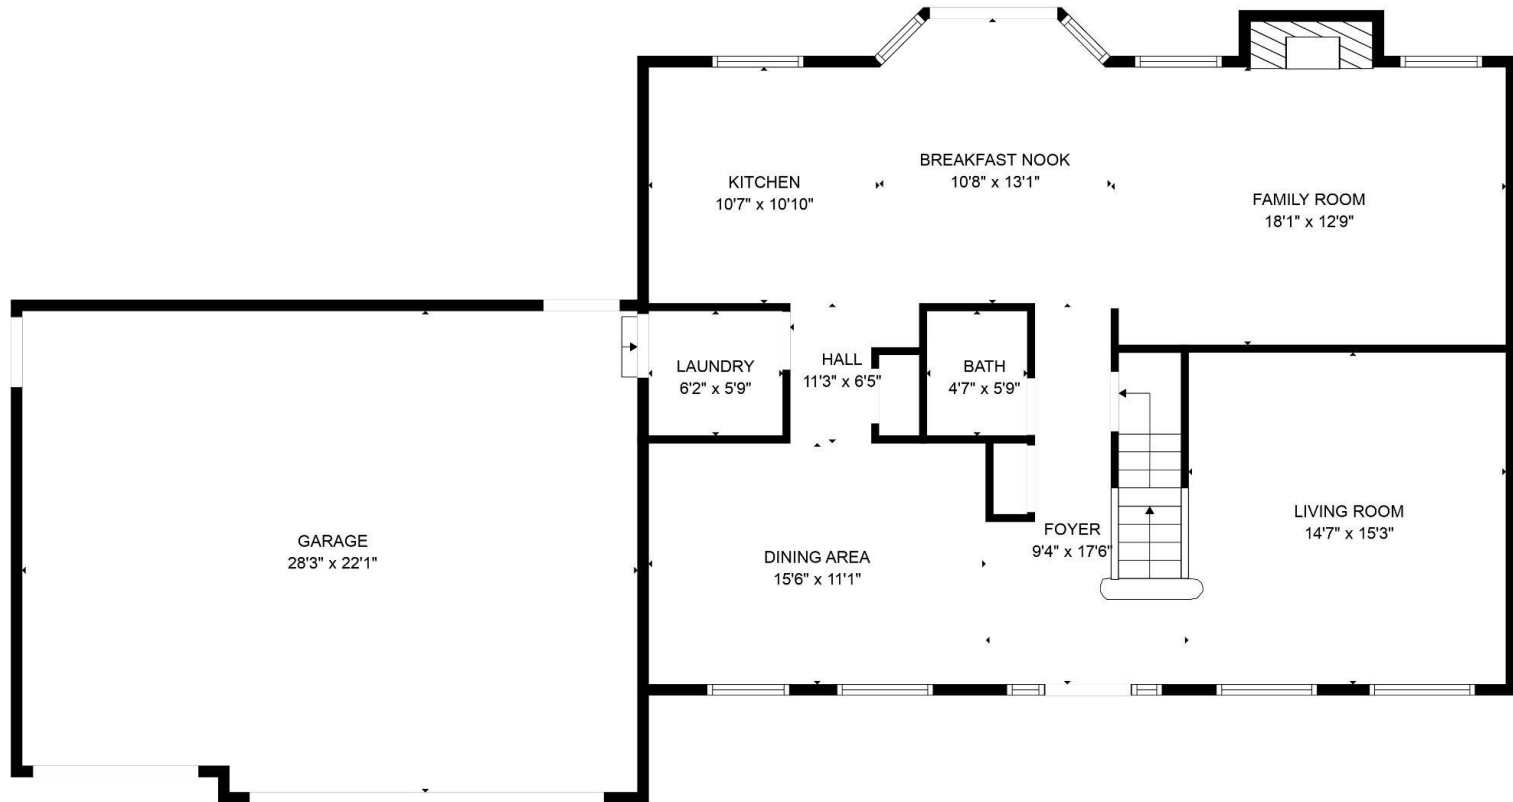 BREAKFAST NOOK
10'8" x 13'1"
KITCHEN
10'7" x 10'10"
FAMILY ROOM
18'1" x 12'9"
LAUNDRY
6'2" x 5'9"
HALL
11'3" x 6'5"
BATH
4'7" x 5'9"
GARAGE
28'3" x 22'1"
DINING AREA
15'6" x 11'1"
FOYER
9'4" x 17'6"
LIVING ROOM
14'7" x 15'3"